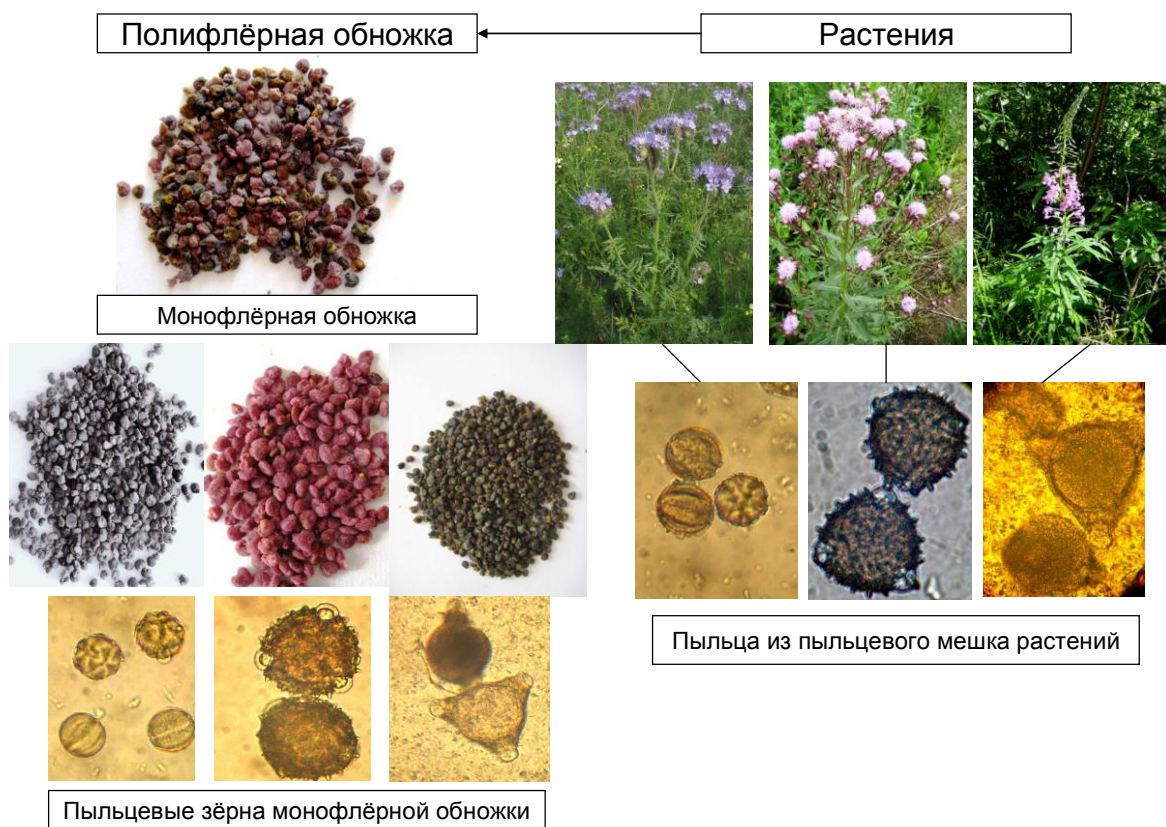 Полифлёрная обножка
Растения
Монофлёрная обножка
Пыльца из пыльцевого мешка растений
Пыльцевые зёрна монофлёрной обножки